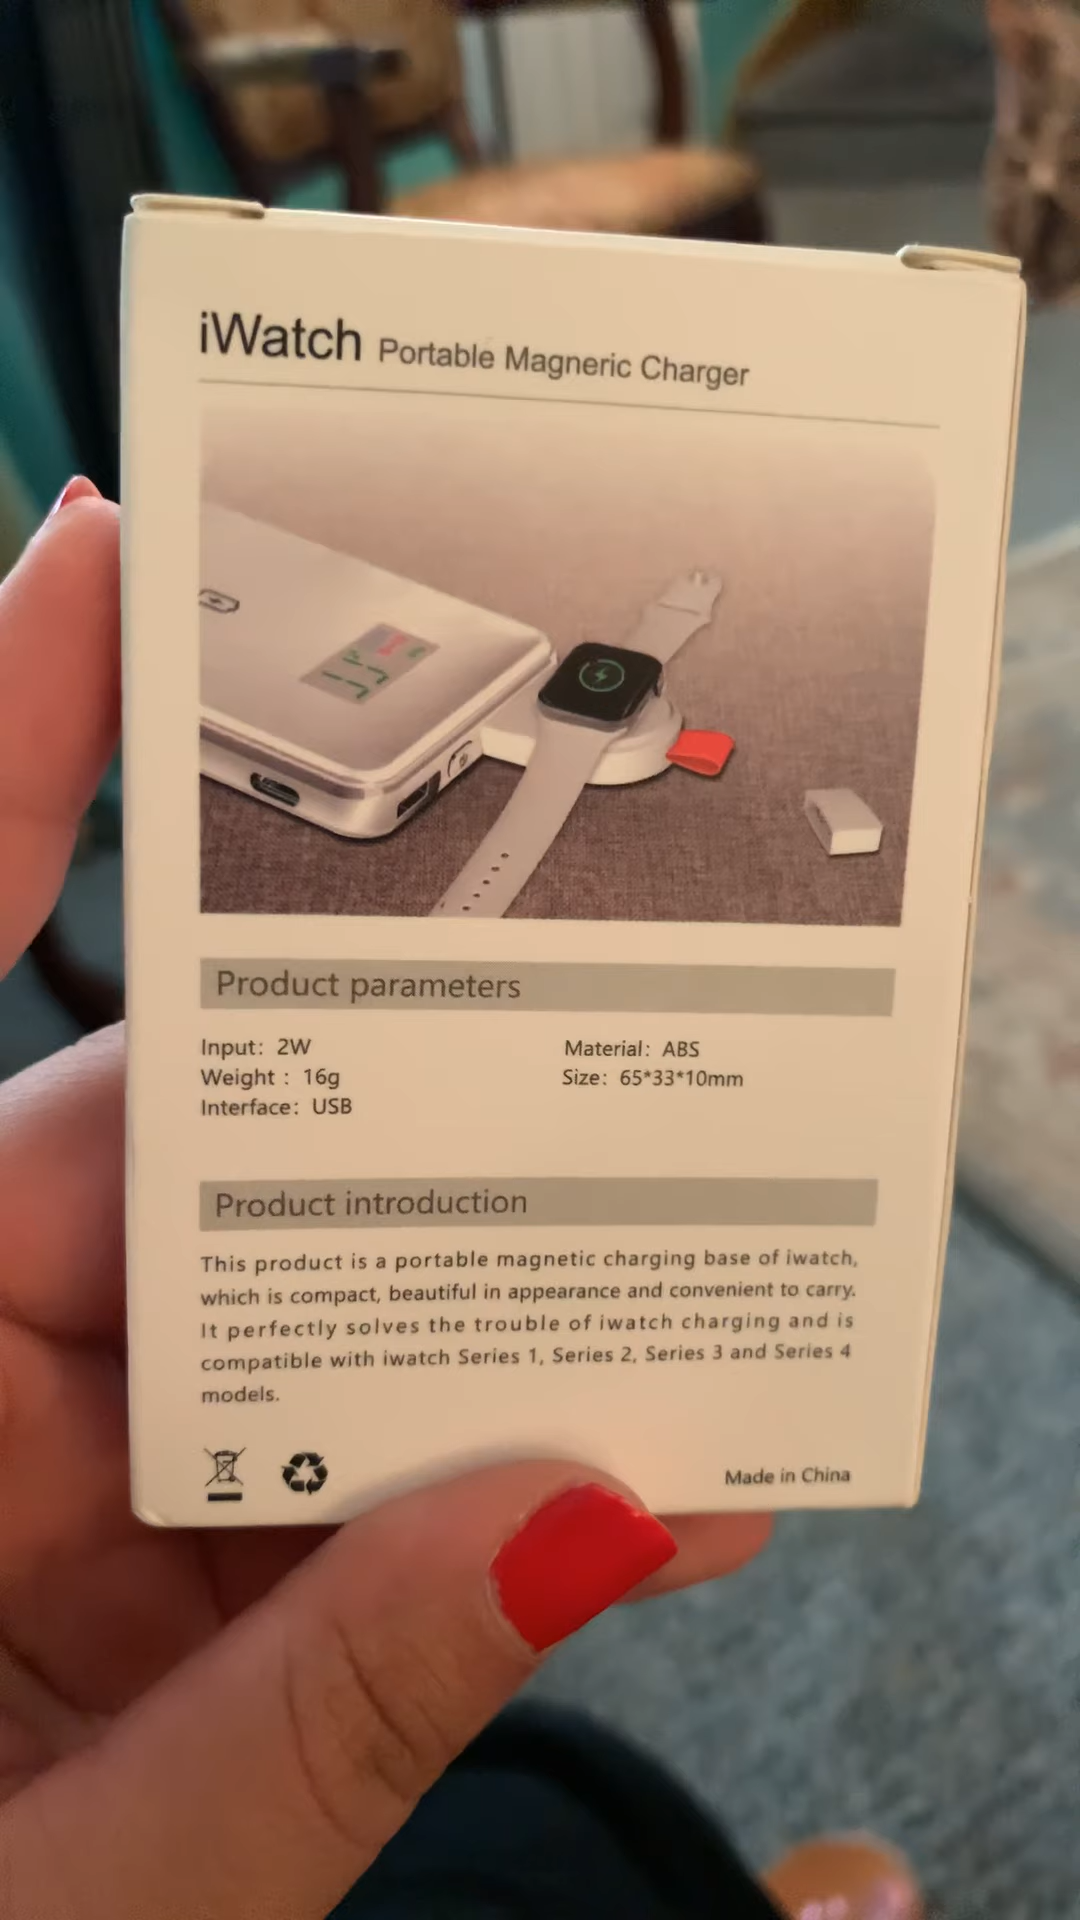 iWatch Portable Magneric Charger
Product parameters
Input: 2W
Weight : 16g
Interface: USB
Material: ABS
Size: 65*33*10mm
Product introduction
This product is a portable magnetic charging base of iwatch,
which is compact, beautiful in appearance and convenient to carry.
It perfectly solves the trouble of iwatch charging and is
compatible with iwatch Series 1, Series 2, Series 3 and Series 4
models.
Made in China